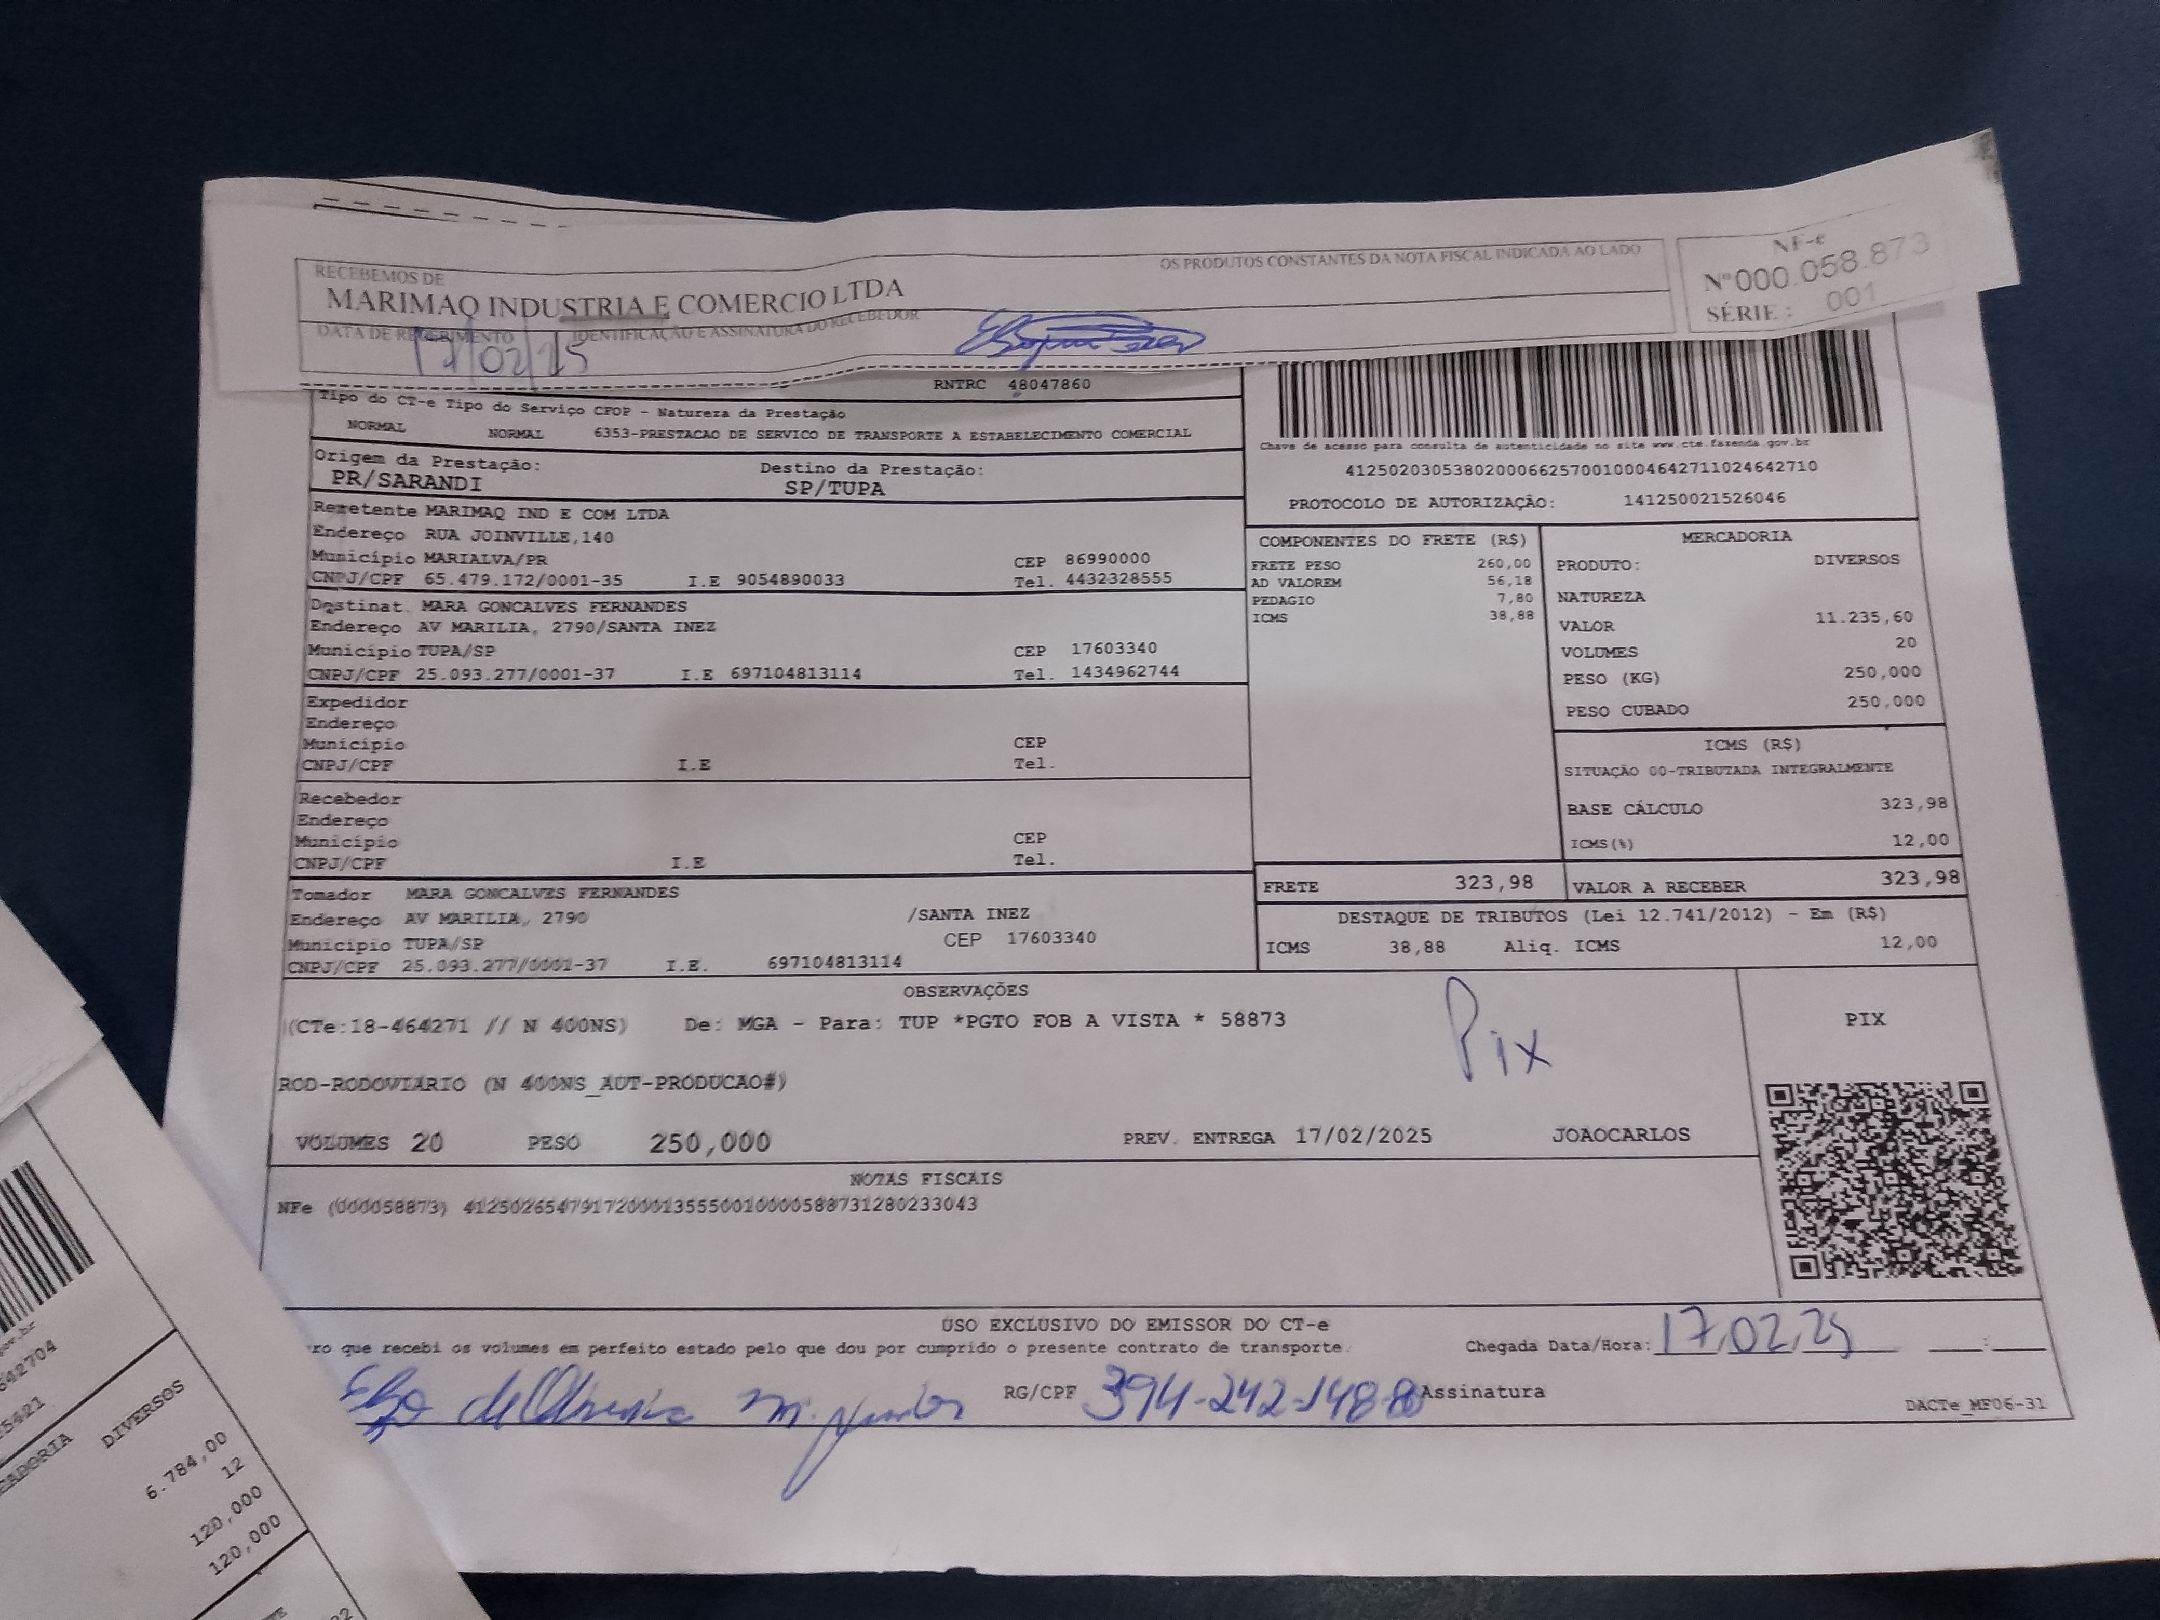 RECEBEMOS DE
OS PRODUTOS CONSTANTES DA NOTA FISCAL INDICADA AO LADO
MARIMAQ INDUSTRIA E COMERCIO LTDA
DATA DE RECEBIMENTO IDENTIFICAÇÃO E ASSINATURA DO RECEBEDOR
17/02/25
NF-e
Nº000.058.873
SÉRIE : 001
RNTRC 48047860
Tipo do CT-e Tipo do Serviço CFOP - Natureza da Prestação
NORMAL NORMAL 6353-PRESTACAO DE SERVICO DE TRANSPORTE A ESTABELECIMENTO COMERCIAL
Origem da Prestação: Destino da Prestação:
PR/SARANDI SP/TUPA
Chave de acesso para consulta de autenticidade no site www.cte.fazenda.gov.br
41250203053802000662570010004642711024642710
PROTOCOLO DE AUTORIZAÇÃO: 141250021526046
Remetente MARIMAQ IND E COM LTDA
Endereço RUA JOINVILLE,140
Município MARIALVA/PR CEP 86990000
CNPJ/CPF 65.479.172/0001-35 I.E 9054890033 Tel. 4432328555
Destinat. MARA GONCALVES FERNANDES
Endereço AV MARILIA, 2790/SANTA INEZ
Município TUPA/SP CEP 17603340
CNPJ/CPF 25.093.277/0001-37 I.E 697104813114 Tel. 1434962744
Expedidor
Endereço
Município CEP
CNPJ/CPF I.E Tel.
Recebedor
Endereço
Município CEP
CNPJ/CPF I.E Tel.
Tomador MARA GONCALVES FERNANDES
Endereço AV MARILIA, 2790 /SANTA INEZ
Município TUPA/SP CEP 17603340
CNPJ/CPF 25.093.277/0001-37 I.E. 697104813114
COMPONENTES DO FRETE (R$)
FRETE PESO 260,00
AD VALOREM 56,18
PEDAGIO 7,80
ICMS 38,88
MERCADORIA
PRODUTO: DIVERSOS
NATUREZA
VALOR 11.235,60
VOLUMES 20
PESO (KG) 250,000
PESO CUBADO 250,000
ICMS (R$)
SITUAÇÃO 00-TRIBUTADA INTEGRALMENTE
BASE CÁLCULO 323,98
ICMS(%) 12,00
FRETE 323,98 VALOR A RECEBER 323,98
DESTAQUE DE TRIBUTOS (Lei 12.741/2012) - Em (R$)
ICMS 38,88 Aliq. ICMS 12,00
OBSERVAÇÕES
(CTe:18-464271 // N 400NS) De: MGA - Para: TUP *PGTO FOB A VISTA * 58873
Pix
PIX
ROD-RODOVIARIO (N 400NS_AUT-PRODUCAO#)
VOLUMES 20 PESO 250,000 PREV. ENTREGA 17/02/2025 JOAOCARLOS
NOTAS FISCAIS
NFe (000058873) 41250265479172000135550010000588731280233043
USO EXCLUSIVO DO EMISSOR DO CT-e
ro que recebi os volumes em perfeito estado pelo que dou por cumprido o presente contrato de transporte. Chegada Data/Hora: 17,02,25
de Oliveira RG/CPF 394-242-148-8 Assinatura
DACTe_MF06-31
gov.br
642704
5421
DIVERSOS
6.784,00
12
120,000
120,000